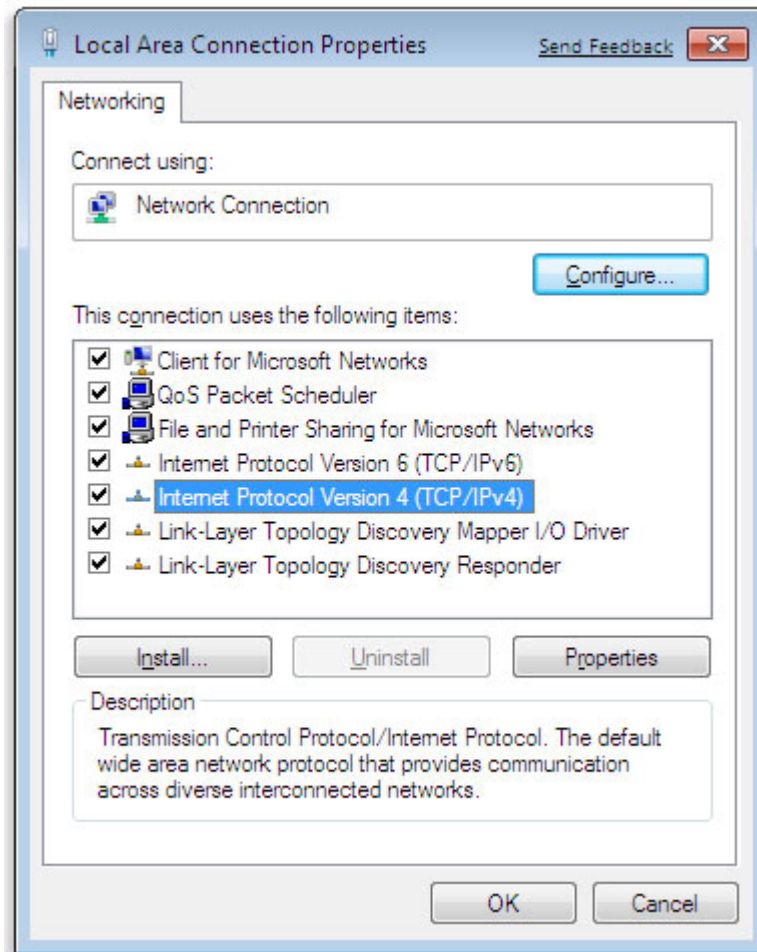 Local Area Connection Properties Send Feedback
Networking
Connect using:
Network Connection
Configure...
This connection uses the following items:
Client for Microsoft Networks
QoS Packet Scheduler
File and Printer Sharing for Microsoft Networks
Internet Protocol Version 6 (TCP/IPv6)
Internet Protocol Version 4 (TCP/IPv4)
Link-Layer Topology Discovery Mapper I/O Driver
Link-Layer Topology Discovery Responder
Install... Uninstall Properties
Description
Transmission Control Protocol/Internet Protocol. The default
wide area network protocol that provides communication
across diverse interconnected networks.
OK Cancel